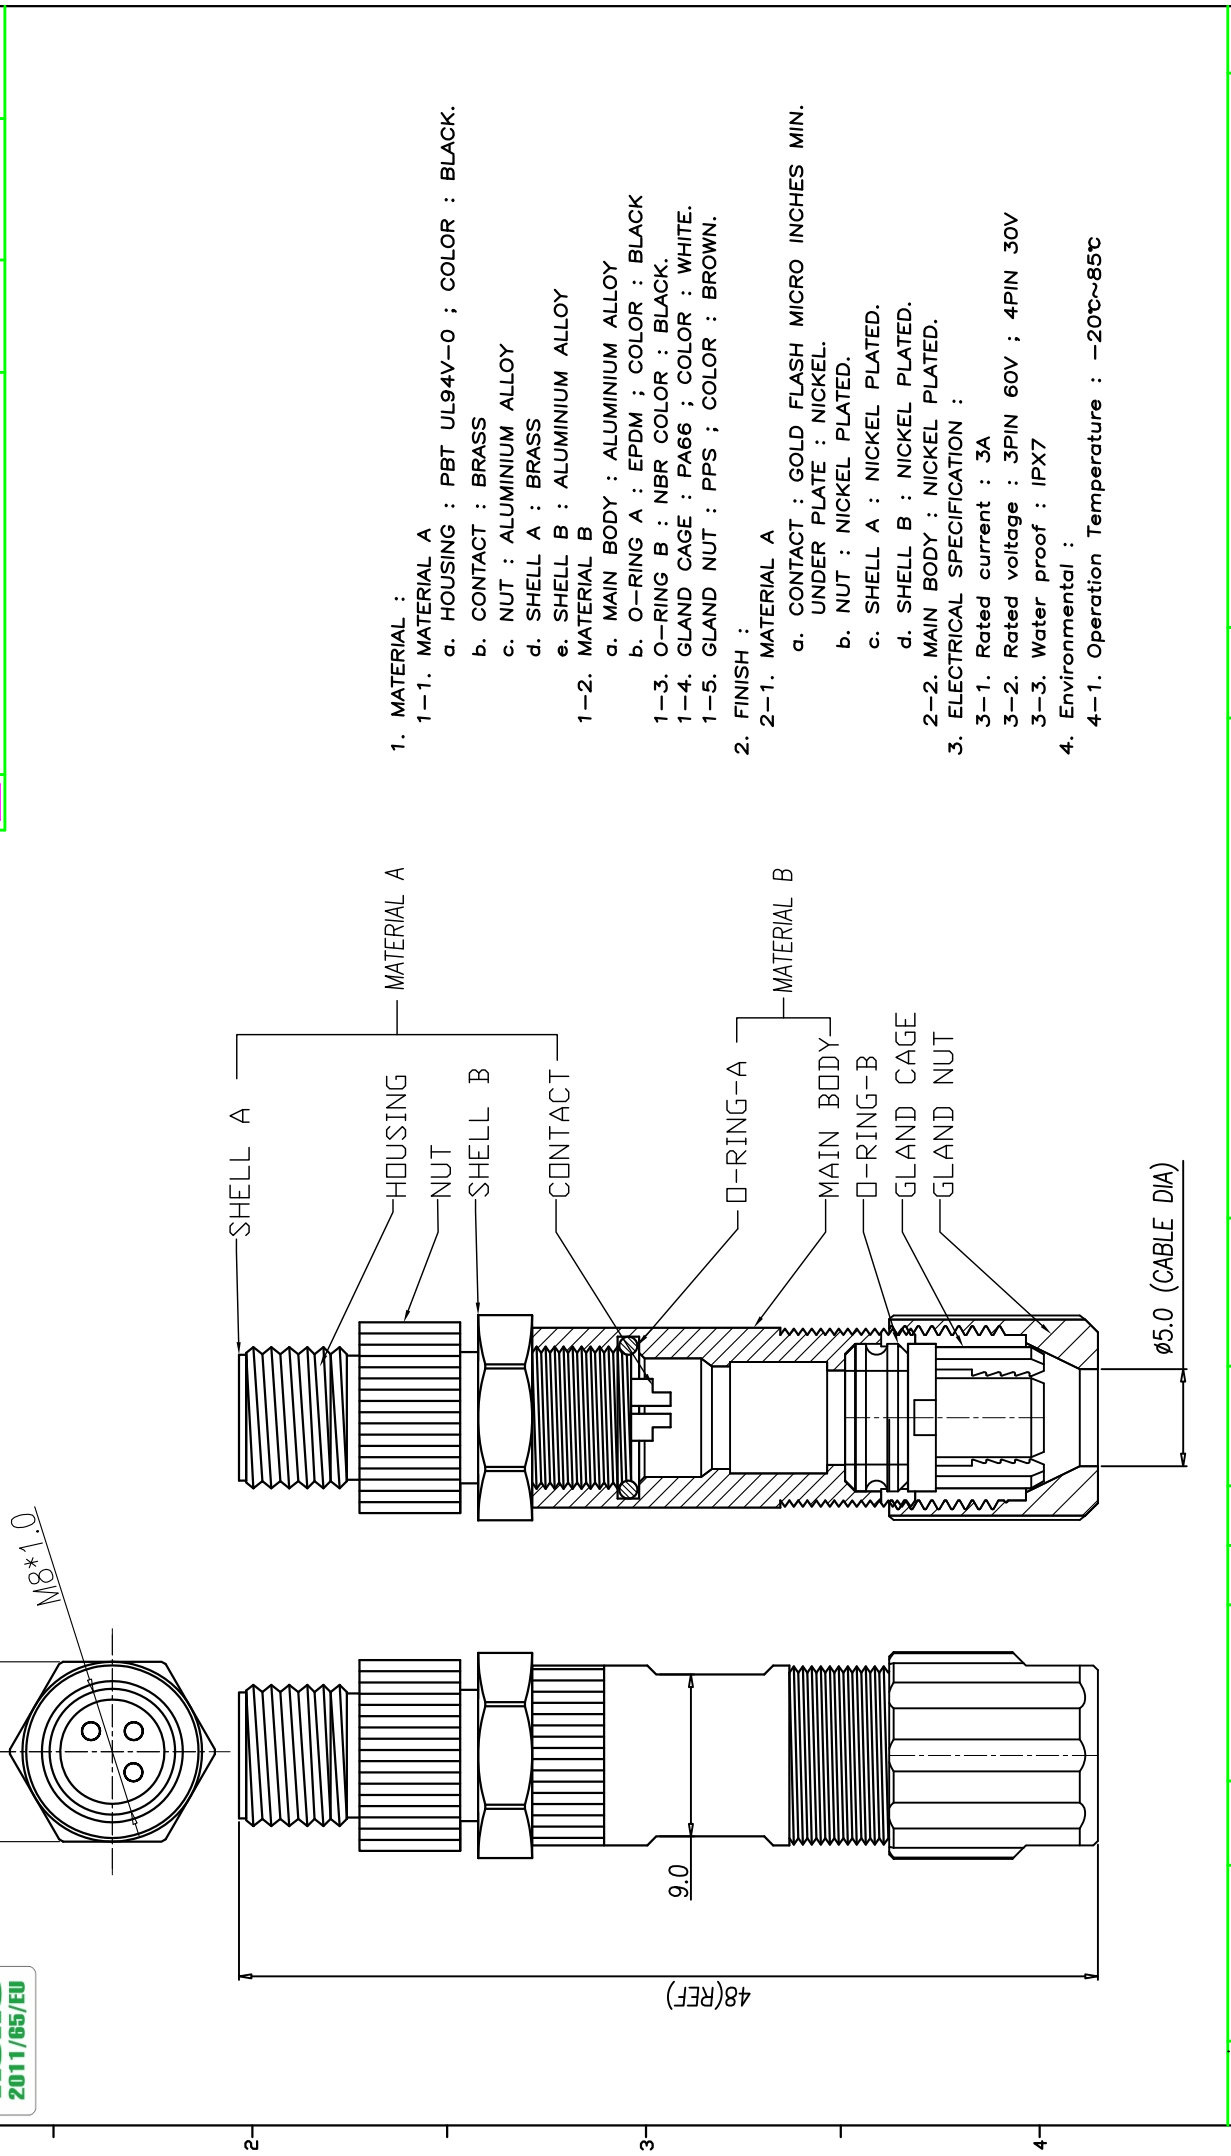 1. MATERIAL :
1-1. MATERIAL A
a. HOUSING : PBT UL94V-0 ; COLOR : BLACK.
b. CONTACT : BRASS
c. NUT : ALUMINIUM ALLOY
d. SHELL A : BRASS
e. SHELL B : ALUMINIUM ALLOY
1-2. MATERIAL B
a. MAIN BODY : ALUMINIUM ALLOY
b. O-RING A : EPDM ; COLOR : BLACK
1-3. O-RING B : NBR COLOR : BLACK.
1-4. GLAND CAGE : PA66 ; COLOR : WHITE.
1-5. GLAND NUT : PPS ; COLOR : BROWN.
2. FINISH :
2-1. MATERIAL A
a. CONTACT : GOLD FLASH MICRO INCHES MIN.
UNDER PLATE : NICKEL.
b. NUT : NICKEL PLATED.
c. SHELL A : NICKEL PLATED.
d. SHELL B : NICKEL PLATED.
2-2. MAIN BODY : NICKEL PLATED.
3. ELECTRICAL SPECIFICATION :
3-1. Rated current : 3A
3-2. Rated voltage : 3PIN 60V ; 4PIN 30V
3-3. Water proof : IPX7
4. Environmental :
4-1. Operation Temperature : -20℃~85℃
SHELL A
HOUSING
NUT
SHELL B
CONTACT
MATERIAL A
O-RING-A
MAIN BODY
MATERIAL B
O-RING-B
GLAND CAGE
GLAND NUT
ø5.0 (CABLE DIA)
M8*1.0
9.0
48(REF)
2011/65/EU
2
3
4